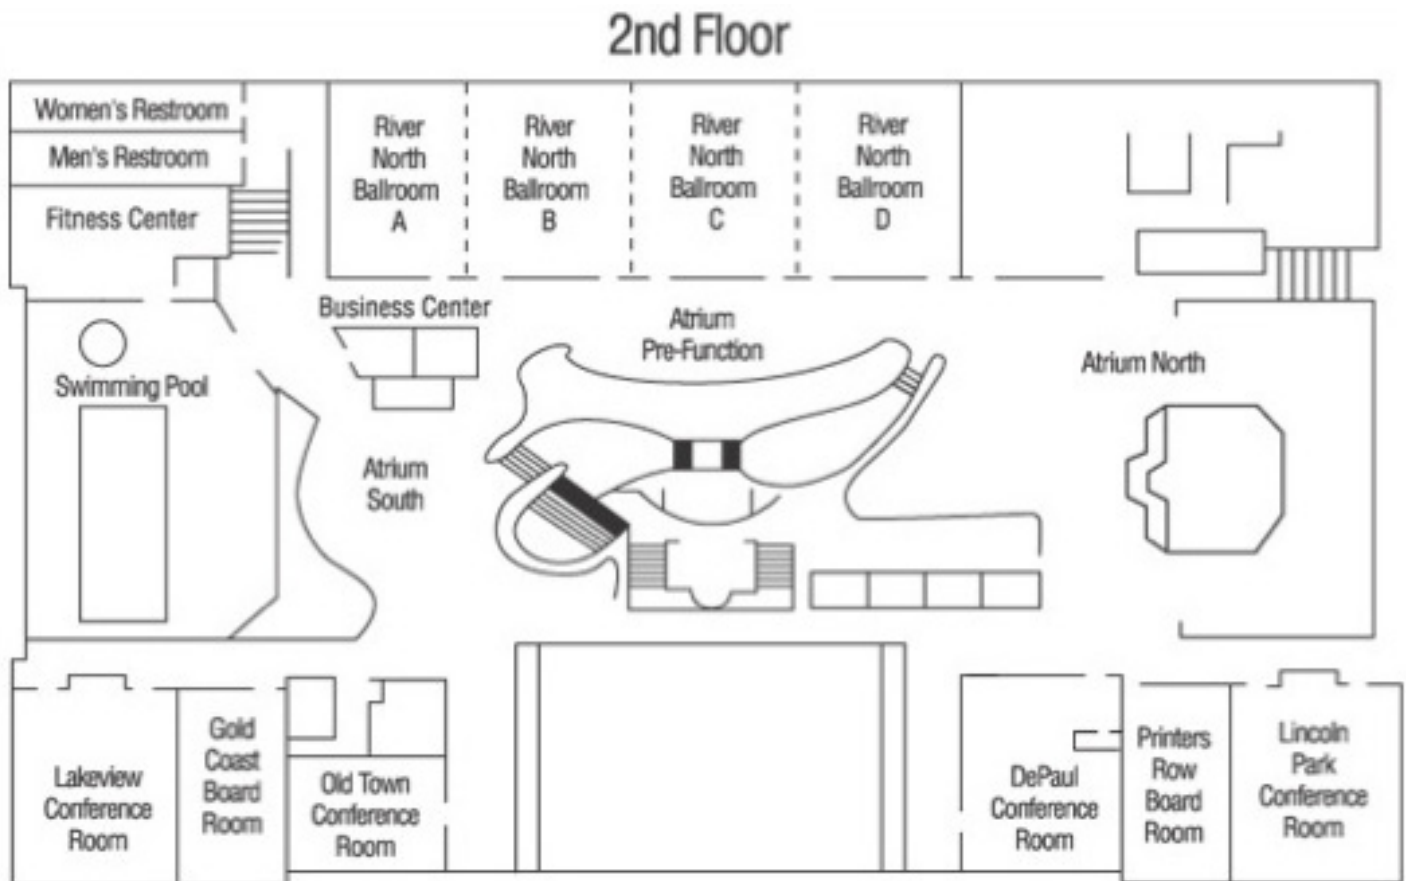 2nd Floor
Women's Restroom
Men's Restroom
Fitness Center
River
North
Ballroom
A
River
North
Ballroom
B
River
North
Ballroom
C
River
North
Ballroom
D
Business Center
Atrium
Pre-Function
Atrium North
Swimming Pool
Atrium
South
Lakeview
Conference
Room
Gold
Coast
Board
Room
Old Town
Conference
Room
DePaul
Conference
Room
Printers
Row
Board
Room
Lincoln
Park
Conference
Room